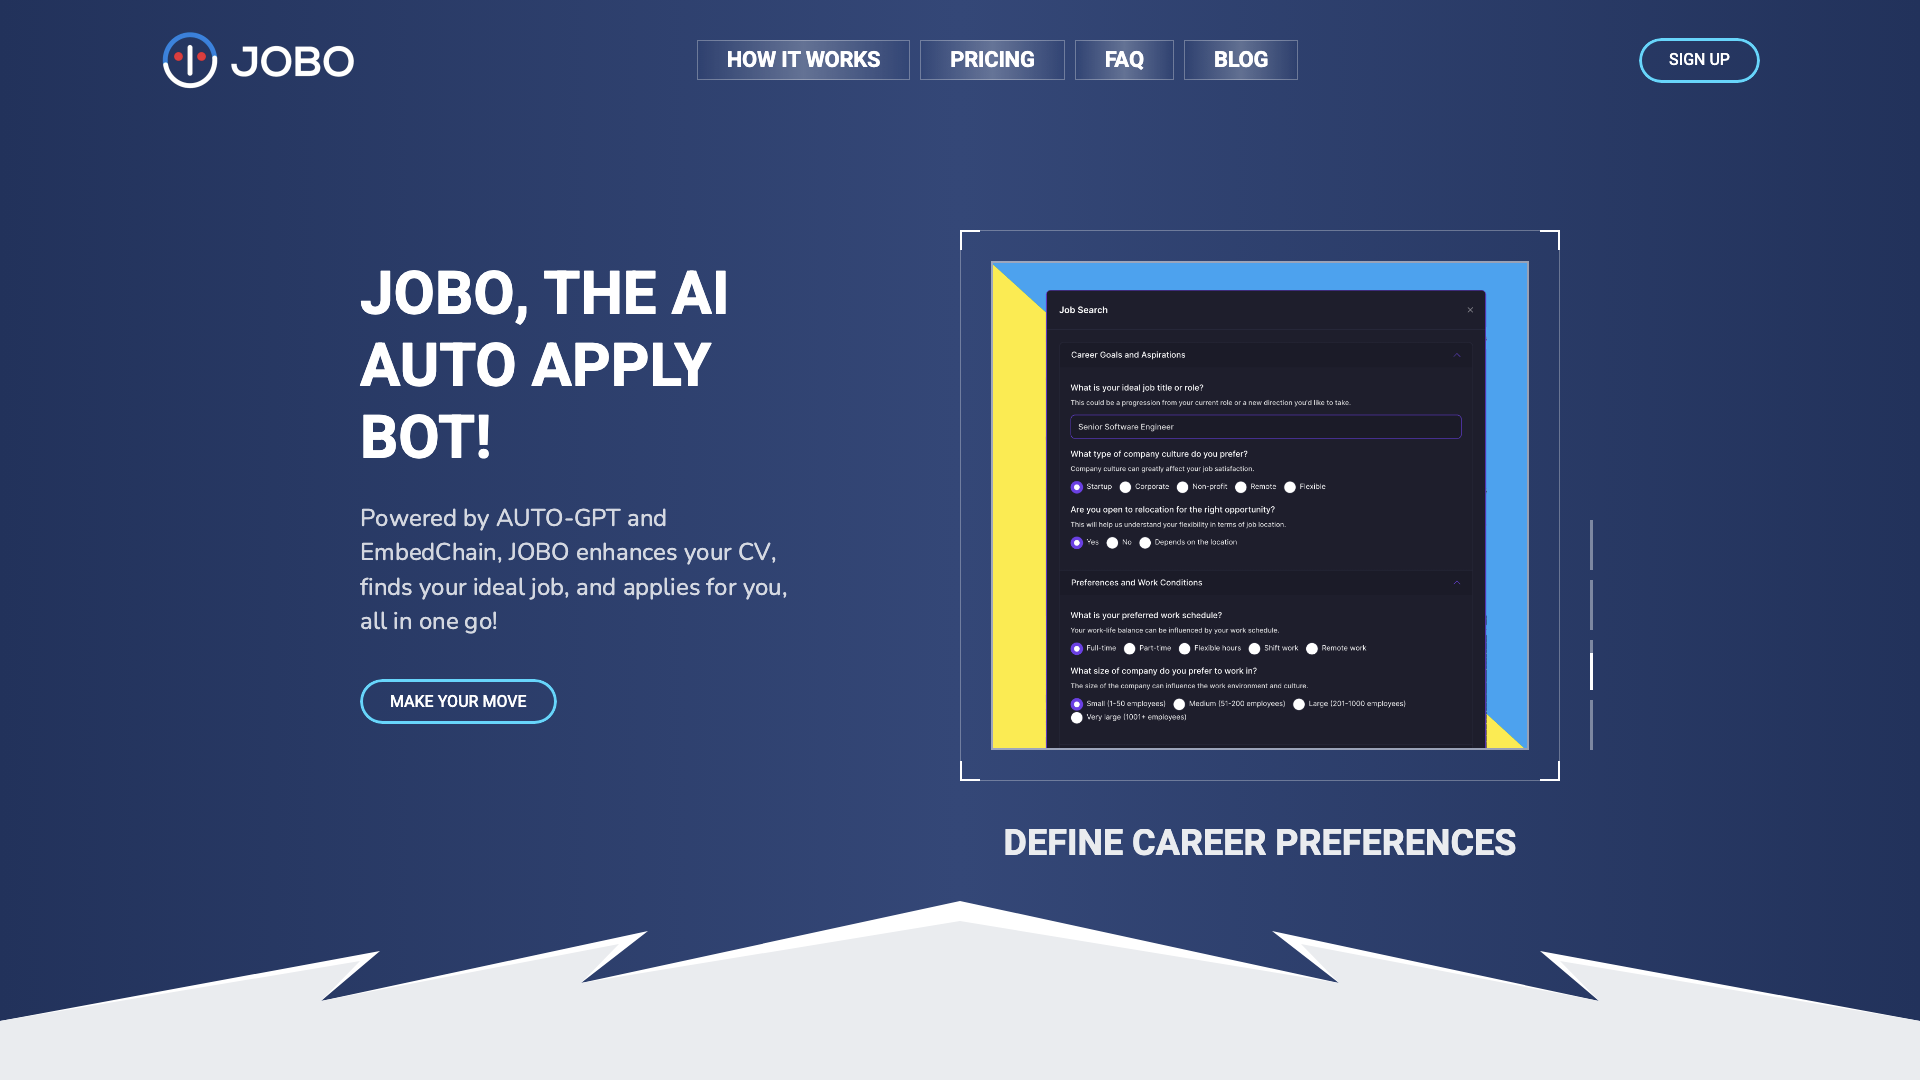 JOBO
HOW IT WORKS
PRICING
FAQ
BLOG
SIGN UP
JOBO, THE AI
AUTO APPLY
BOT!
Powered by AUTO-GPT and
EmbedChain, JOBO enhances your CV,
finds your ideal job, and applies for you,
all in one go!
MAKE YOUR MOVE
Job Search
Career Goals and Aspirations
What is your ideal job title or role?
This could be a progression from your current role or a new direction you'd like to take.
Senior Software Engineer
What type of company culture do you prefer?
Company culture can greatly affect your job satisfaction.
Startup Corporate Non-profit Remote Flexible
Are you open to relocation for the right opportunity?
This will help us understand your flexibility in terms of job location.
Yes No Depends on the location
Preferences and Work Conditions
What is your preferred work schedule?
Your work-life balance can be influenced by your work schedule.
Full-time Part-time Flexible hours Shift work Remote work
What size of company do you prefer to work in?
The size of the company can influence the work environment and culture.
Small (1-50 employees) Medium (51-200 employees) Large (201-1000 employees)
Very large (1001+ employees)
DEFINE CAREER PREFERENCES